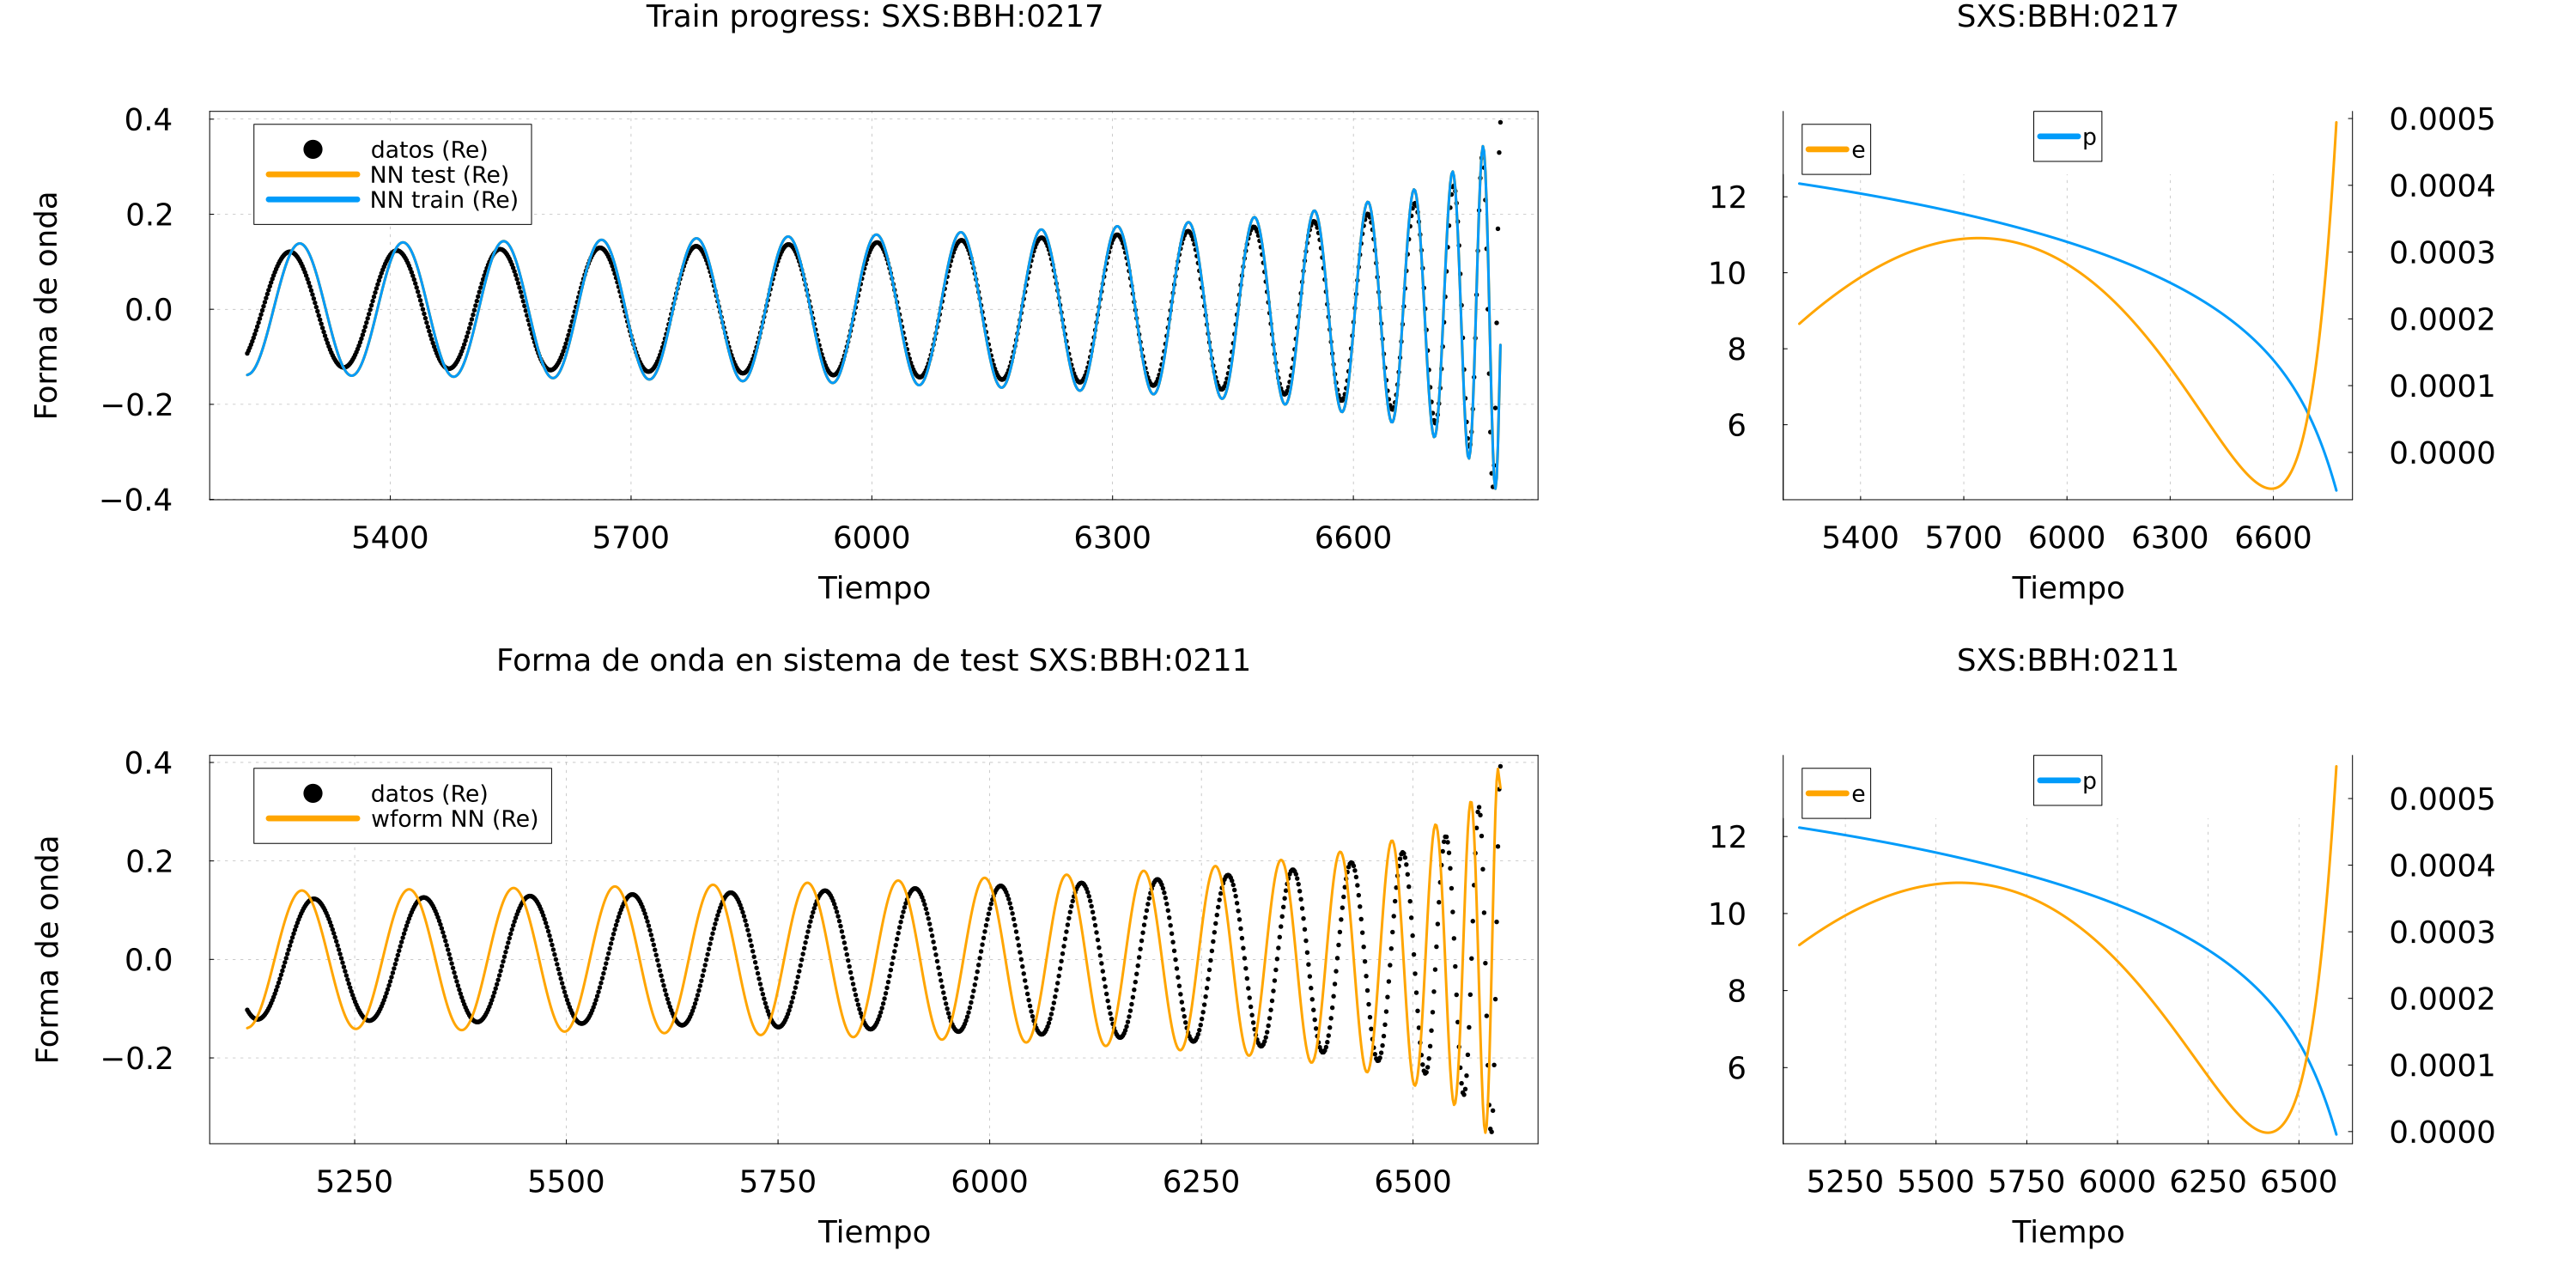 Train progress: SXS:BBH:0217
0.4
0.2
0.0
−0.2
−0.4
Forma de onda
datos (Re)
NN test (Re)
NN train (Re)
5400 5700 6000 6300 6600
Tiempo
SXS:BBH:0217
12
10
8
6
e
p
0.0005
0.0004
0.0003
0.0002
0.0001
0.0000
5400 5700 6000 6300 6600
Tiempo
Forma de onda en sistema de test SXS:BBH:0211
0.4
0.2
0.0
−0.2
Forma de onda
datos (Re)
wform NN (Re)
5250 5500 5750 6000 6250 6500
Tiempo
SXS:BBH:0211
12
10
8
6
e
p
0.0005
0.0004
0.0003
0.0002
0.0001
0.0000
5250 5500 5750 6000 6250 6500
Tiempo